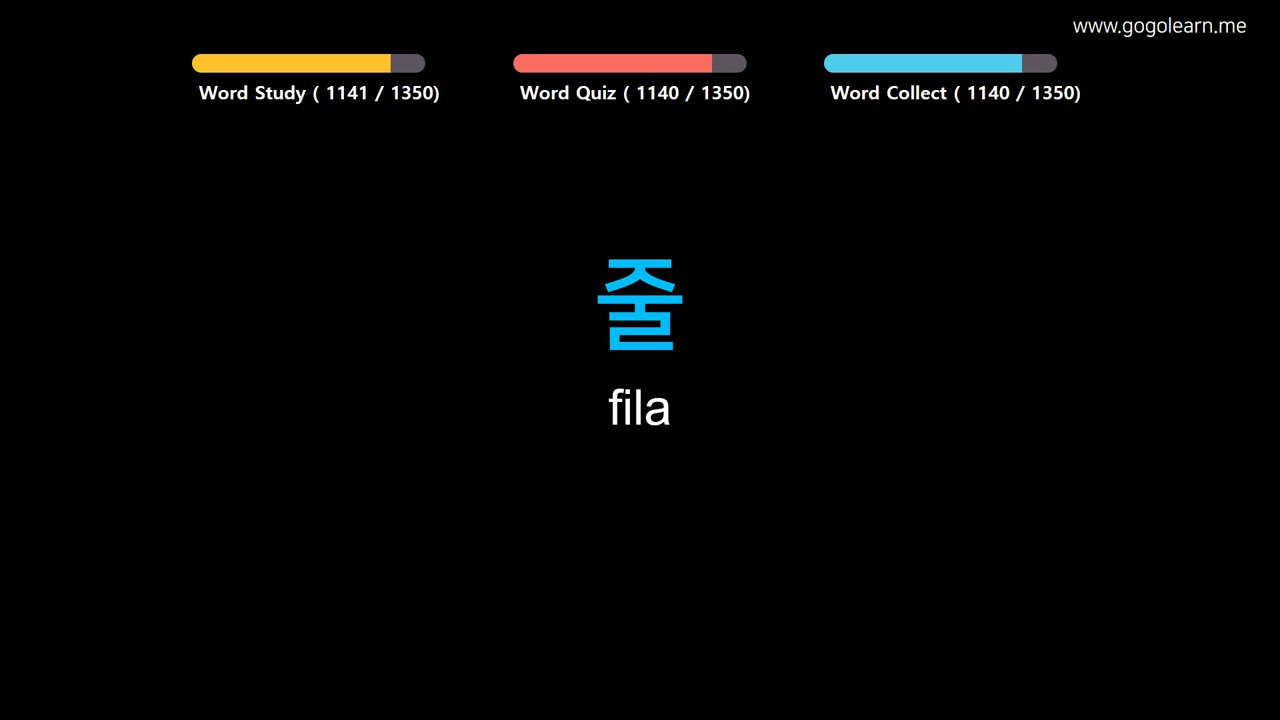 www.gogolearn.me
Word Study ( 1141 / 1350)
Word Quiz ( 1140 / 1350)
Word Collect ( 1140 / 1350)
줄
fila